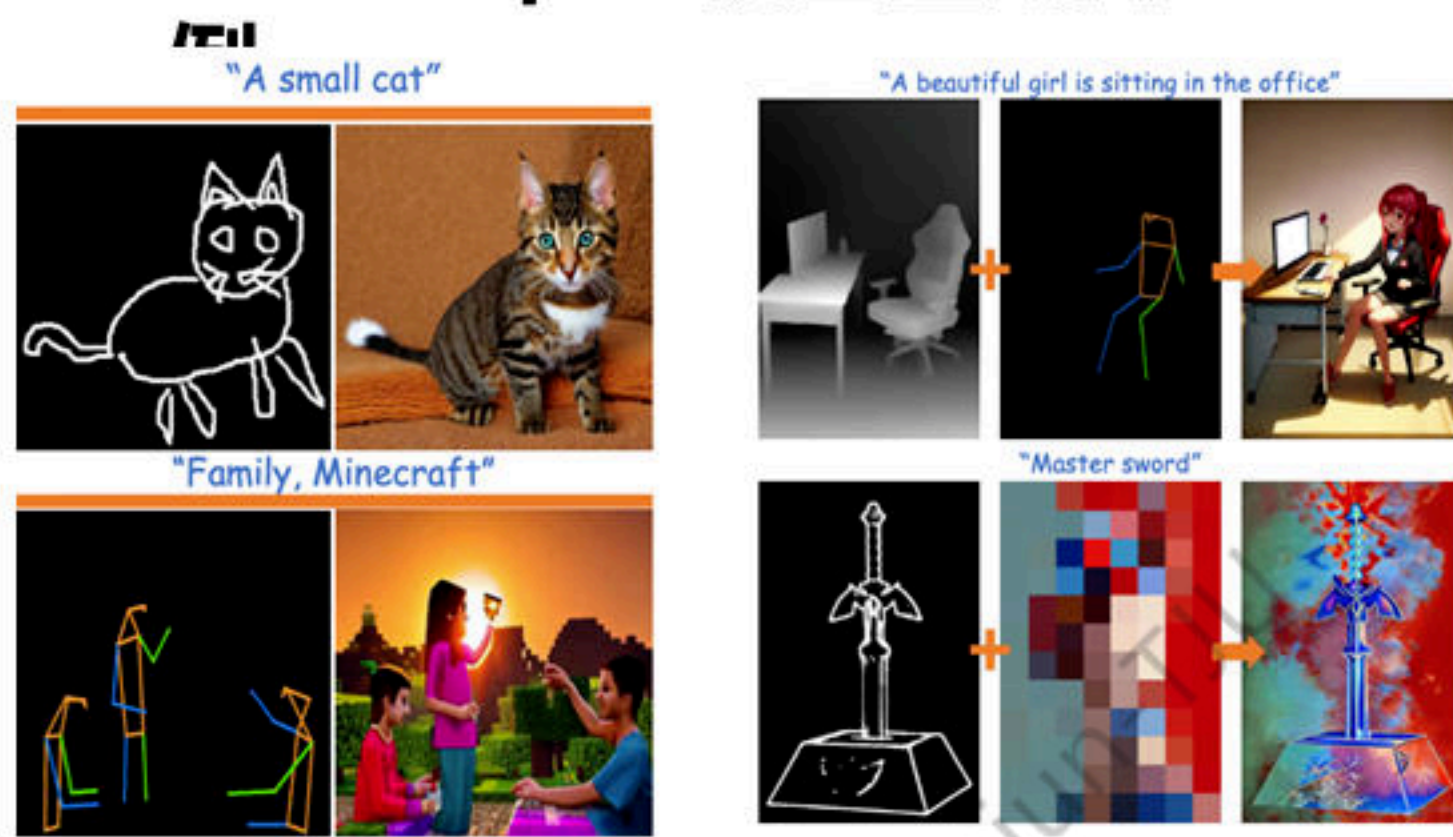 "A small cat"
"A beautiful girl is sitting in the office"
"Family, Minecraft"
"Master sword"